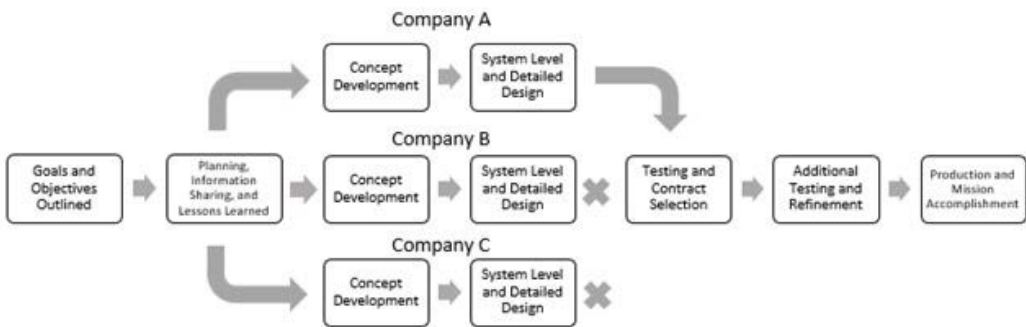 Company A
Concept
Development
System Level
and Detailed
Design
Company B
Goals and
Objectives
Outlined
Planning,
Information
Sharing, and
Lessons Learned
Concept
Development
System Level
and Detailed
Design
Testing and
Contract
Selection
Additional
Testing and
Refinement
Production and
Mission
Accomplishment
Company C
Concept
Development
System Level
and Detailed
Design